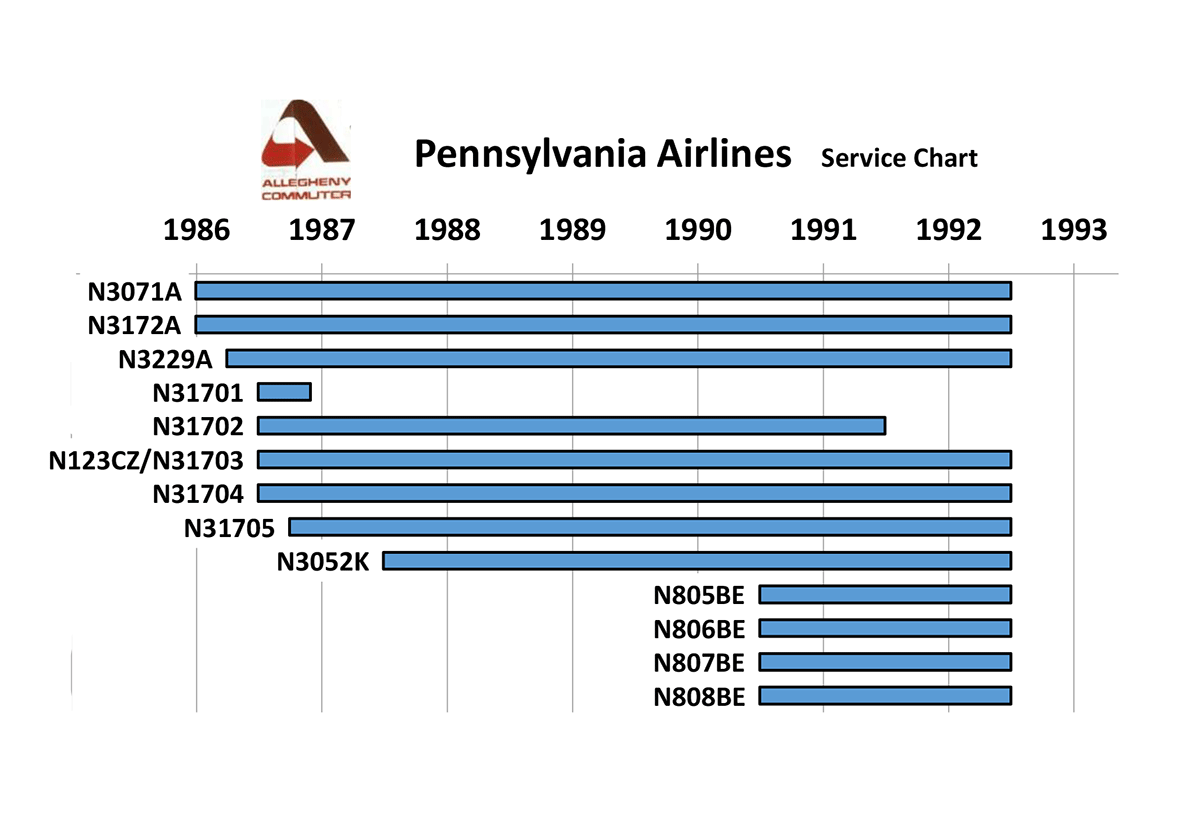 ALLEGHENY
COMMUTER
Pennsylvania Airlines Service Chart
1986 1987 1988 1989 1990 1991 1992 1993
N3071A
N3172A
N3229A
N31701
N31702
N123CZ/N31703
N31704
N31705
N3052K
N805BE
N806BE
N807BE
N808BE